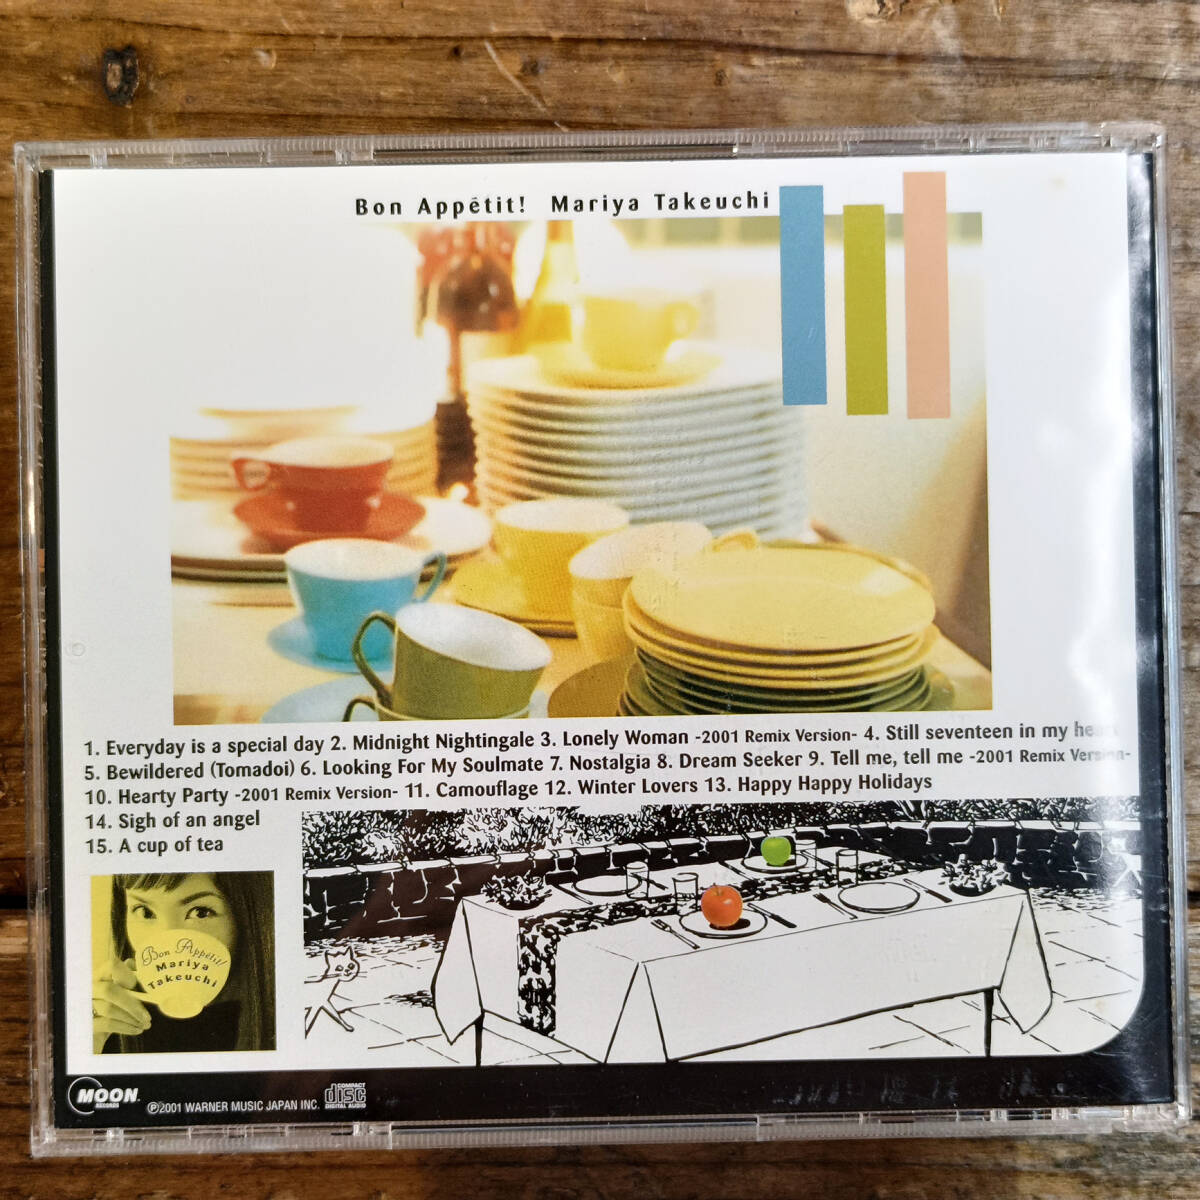 Bon Appétit! Mariya Takeuchi
1. Everyday is a special day 2. Midnight Nightingale 3. Lonely Woman -2001 Remix Version- 4. Still seventeen in my heart
5. Bewildered (Tomadoi) 6. Looking For My Soulmate 7. Nostalgia 8. Dream Seeker 9. Tell me, tell me -2001 Remix Version-
10. Hearty Party -2001 Remix Version- 11. Camouflage 12. Winter Lovers 13. Happy Happy Holidays
14. Sigh of an angel
15. A cup of tea
Bon Appétit!
Mariya
Takeuchi
MOON
RECORDS
Ⓟ2001 WARNER MUSIC JAPAN INC.
COMPACT
disc
DIGITAL AUDIO